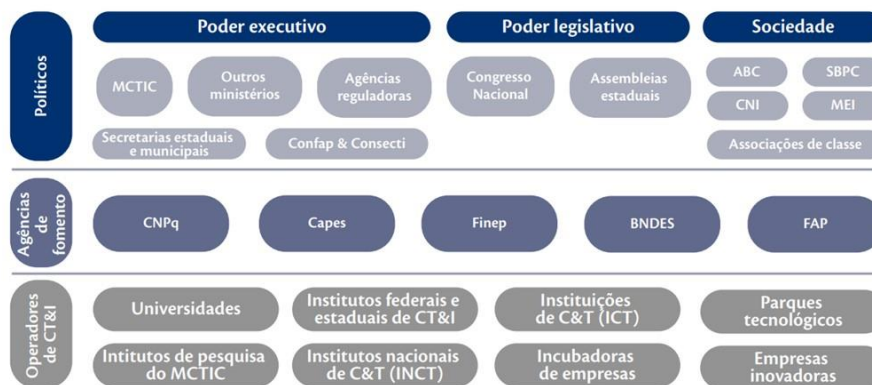 Políticos
Poder executivo
Poder legislativo
Sociedade
MCTIC
Outros
ministérios
Agências
reguladoras
Congresso
Nacional
Assembleias
estaduais
ABC
SBPC
CNI
MEI
Secretarias estaduais
e municipais
Confap & Consecti
Associações de classe
Agências
de
fomento
CNPq
Capes
Finep
BNDES
FAP
Operadores
de CT&I
Universidades
Institutos federais e
estaduais de CT&I
Instituições
de C&T (ICT)
Parques
tecnológicos
Intitutos de pesquisa
do MCTIC
Institutos nacionais
de C&T (INCT)
Incubadoras
de empresas
Empresas
inovadoras